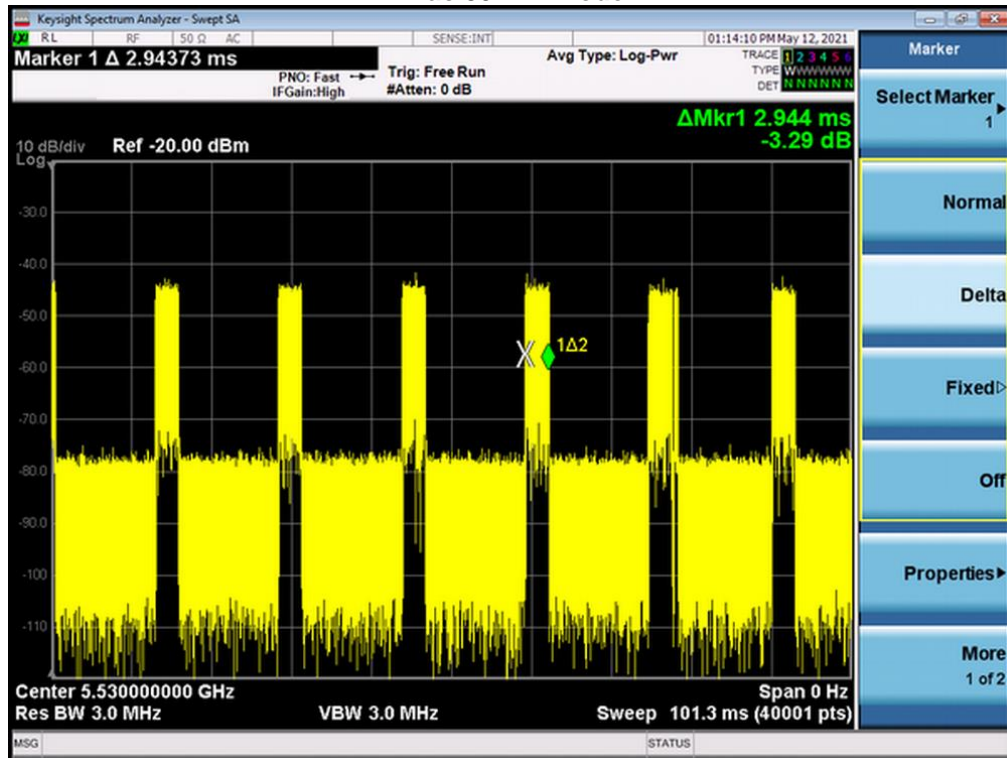 Keysight Spectrum Analyzer - Swept SA
RL RF 50 Ω AC SENSE:INT 01:14:10 PM May 12, 2021
Marker 1 Δ 2.94373 ms
PNO: Fast
IFGain:High
Trig: Free Run
#Atten: 0 dB
Avg Type: Log-Pwr
TRACE 1 2 3 4 5 6
TYPE WWWWWW
DET N N N N N N
ΔMkr1 2.944 ms
-3.29 dB
10 dB/div Ref -20.00 dBm
Log
-30.0
-40.0
-50.0
-60.0
-70.0
-80.0
-90.0
-100
-110
1Δ2
Center 5.530000000 GHz Span 0 Hz
Res BW 3.0 MHz VBW 3.0 MHz Sweep 101.3 ms (40001 pts)
MSG STATUS
Marker
Select Marker
1
Normal
Delta
Fixed
Off
Properties
More
1 of 2